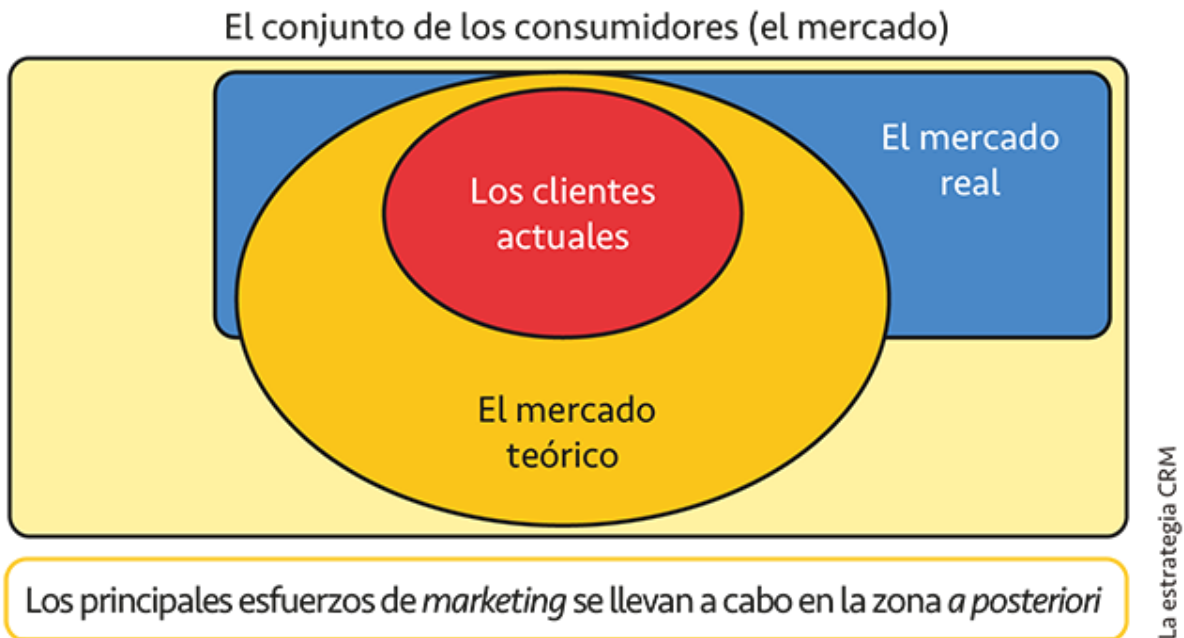 El conjunto de los consumidores (el mercado)
El mercado
real
Los clientes
actuales
El mercado
teórico
Los principales esfuerzos de marketing se llevan a cabo en la zona a posteriori
La estrategia CRM